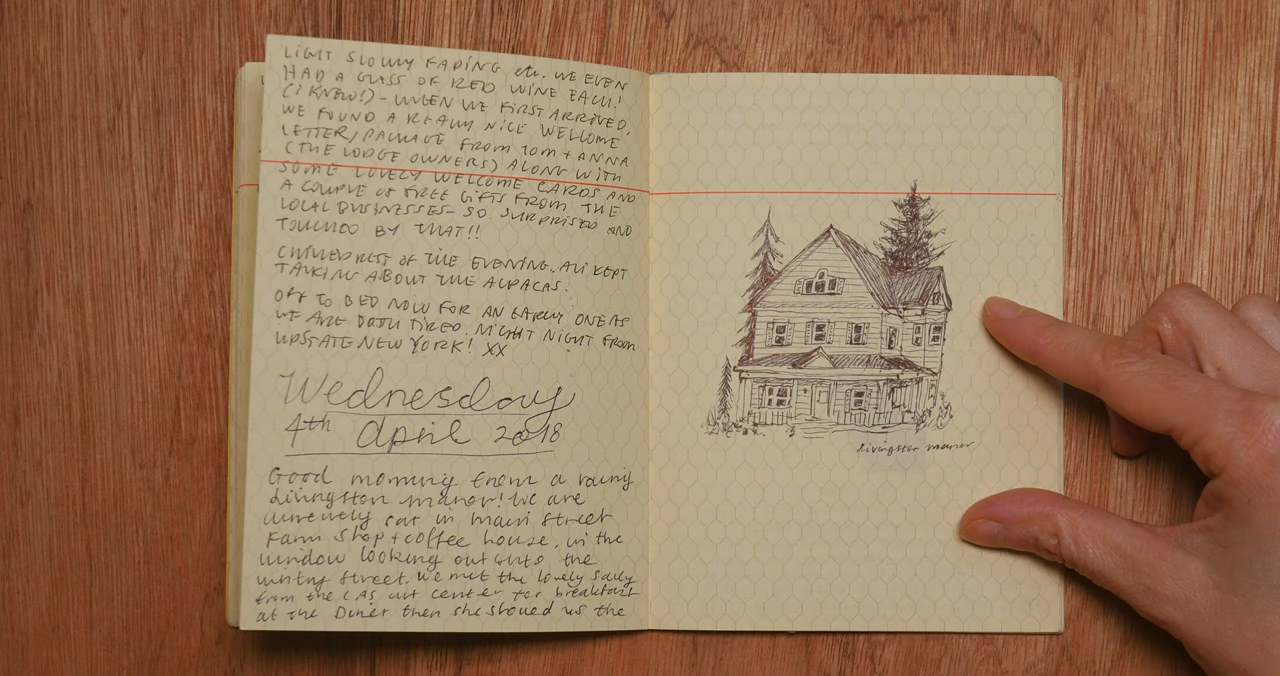 LIGHT SLOWLY FADING etc. WE EVEN
HAD A GLASS OF RED WINE EACH!
(I KNEW!) - WHEN WE FIRST ARRIVED,
WE FOUND A REALLY NICE WELCOME
LETTER/PACKAGE FROM TOM + ANNA
(THE LODGE OWNERS) ALONG WITH
SOME LOVELY WELCOME CARDS AND
A COUPLE OF FREE GIFTS FROM THE
LOCAL BUSINESSES - SO SURPRISED AND
TOUCHED BY THAT!!
CHILLED REST OF THE EVENING. ALI KEPT
TALKING ABOUT THE ALPACAS.
OFF TO BED NOW FOR AN EARLY ONE AS
WE ARE BOTH TIRED. NIGHT NIGHT FROM
UPSTATE NEW YORK! XX
Wednesday
4th April 2018
Good morning from a rainy
Livingston Manor! We are
currently sat in Main Street
Farm Shop + coffee house, in the
window looking out onto the
street. We met the lovely Sally
from the CAS art center for breakfast
at the Diner then she showed us the
Livingston Manor